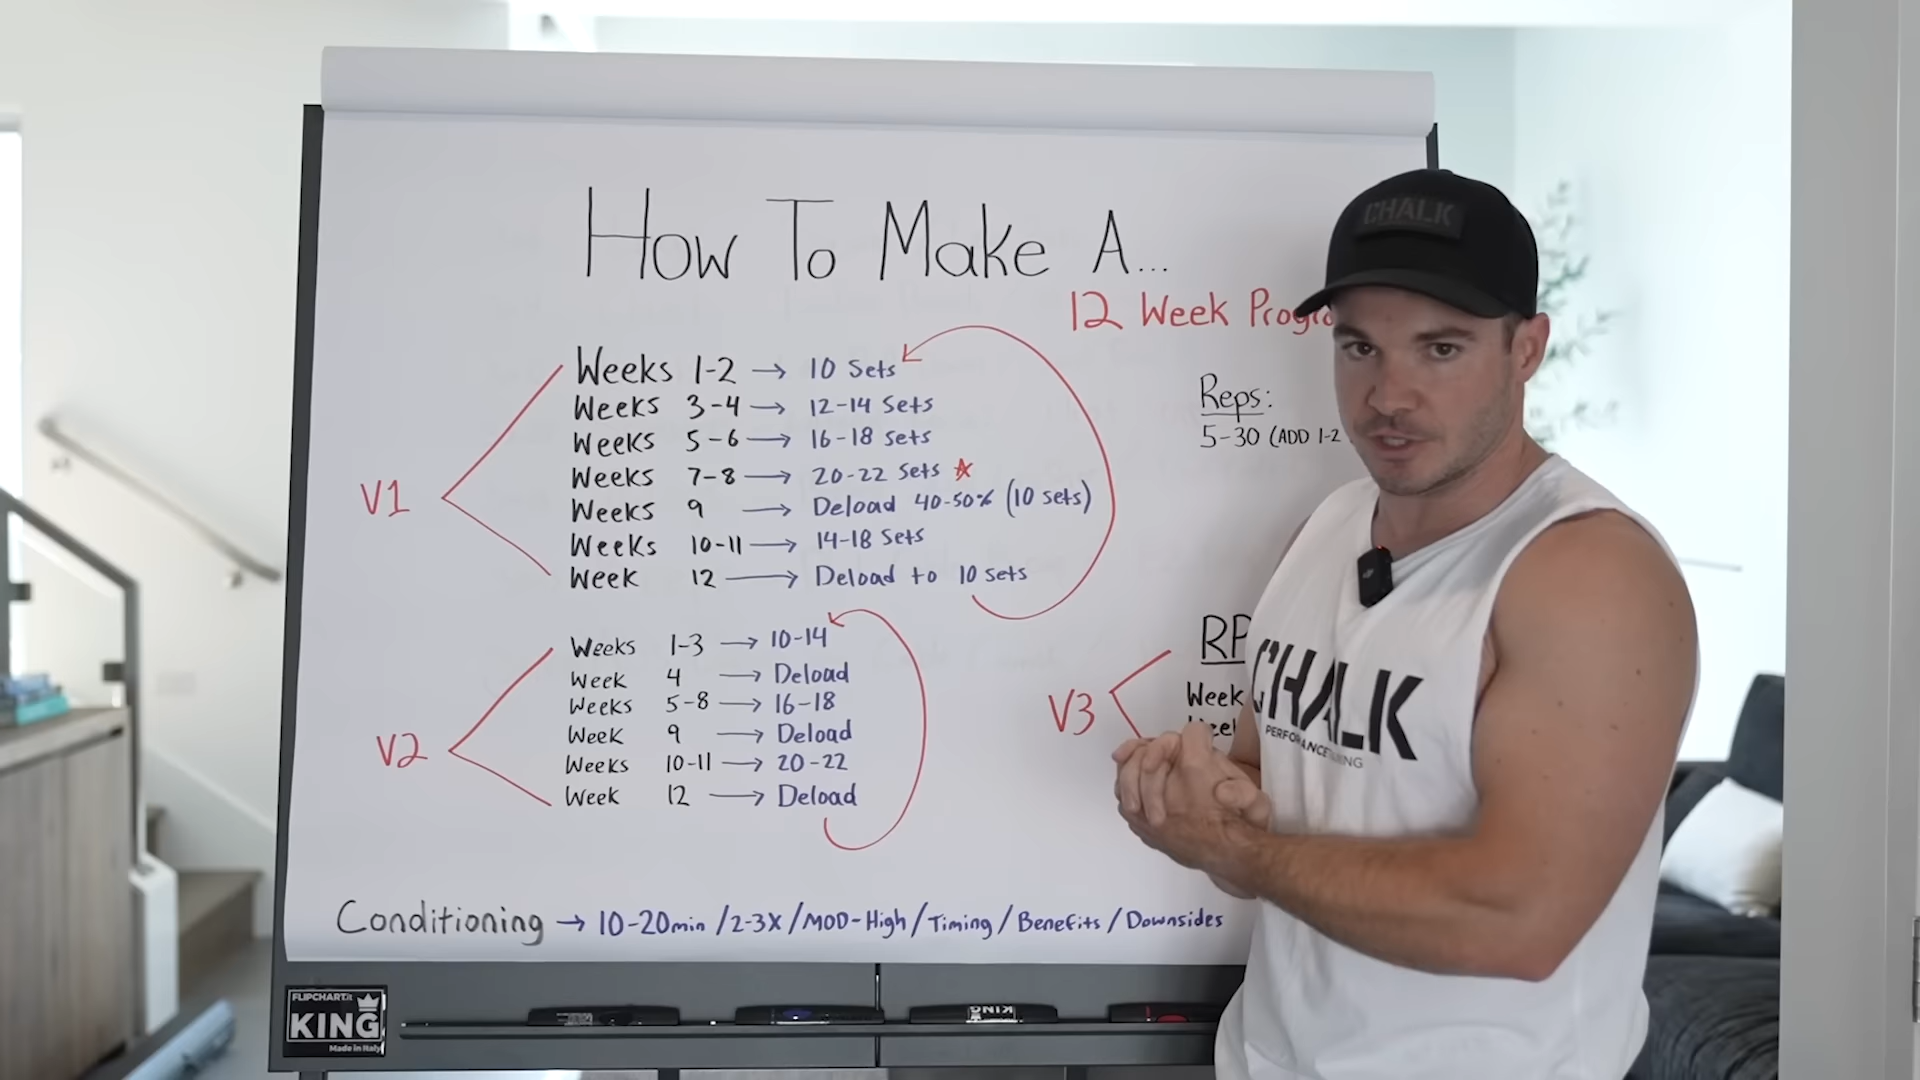 How To Make A...
12 Week
Weeks 1-2 → 10 Sets
Weeks 3-4 → 12-14 Sets
Weeks 5-6 → 16-18 Sets
Weeks 7-8 → 20-22 Sets ☆
Weeks 9 → Deload 40-50% (10 sets)
Weeks 10-11 → 14-18 Sets
Week 12 → Deload to 10 Sets
V1
Weeks 1-3 → 10-14
Week 4 → Deload
Weeks 5-8 → 16-18
Week 9 → Deload
Weeks 10-11 → 20-22
Week 12 → Deload
V2
Reps:
5-30 (ADD 1-2
V3
RP
Week
Conditioning → 10-20min / 2-3X / MOD-High / Timing / Benefits / Downsides
FLIPCHART.it
KING
Made in Italy
KING
CHALK
CHALK